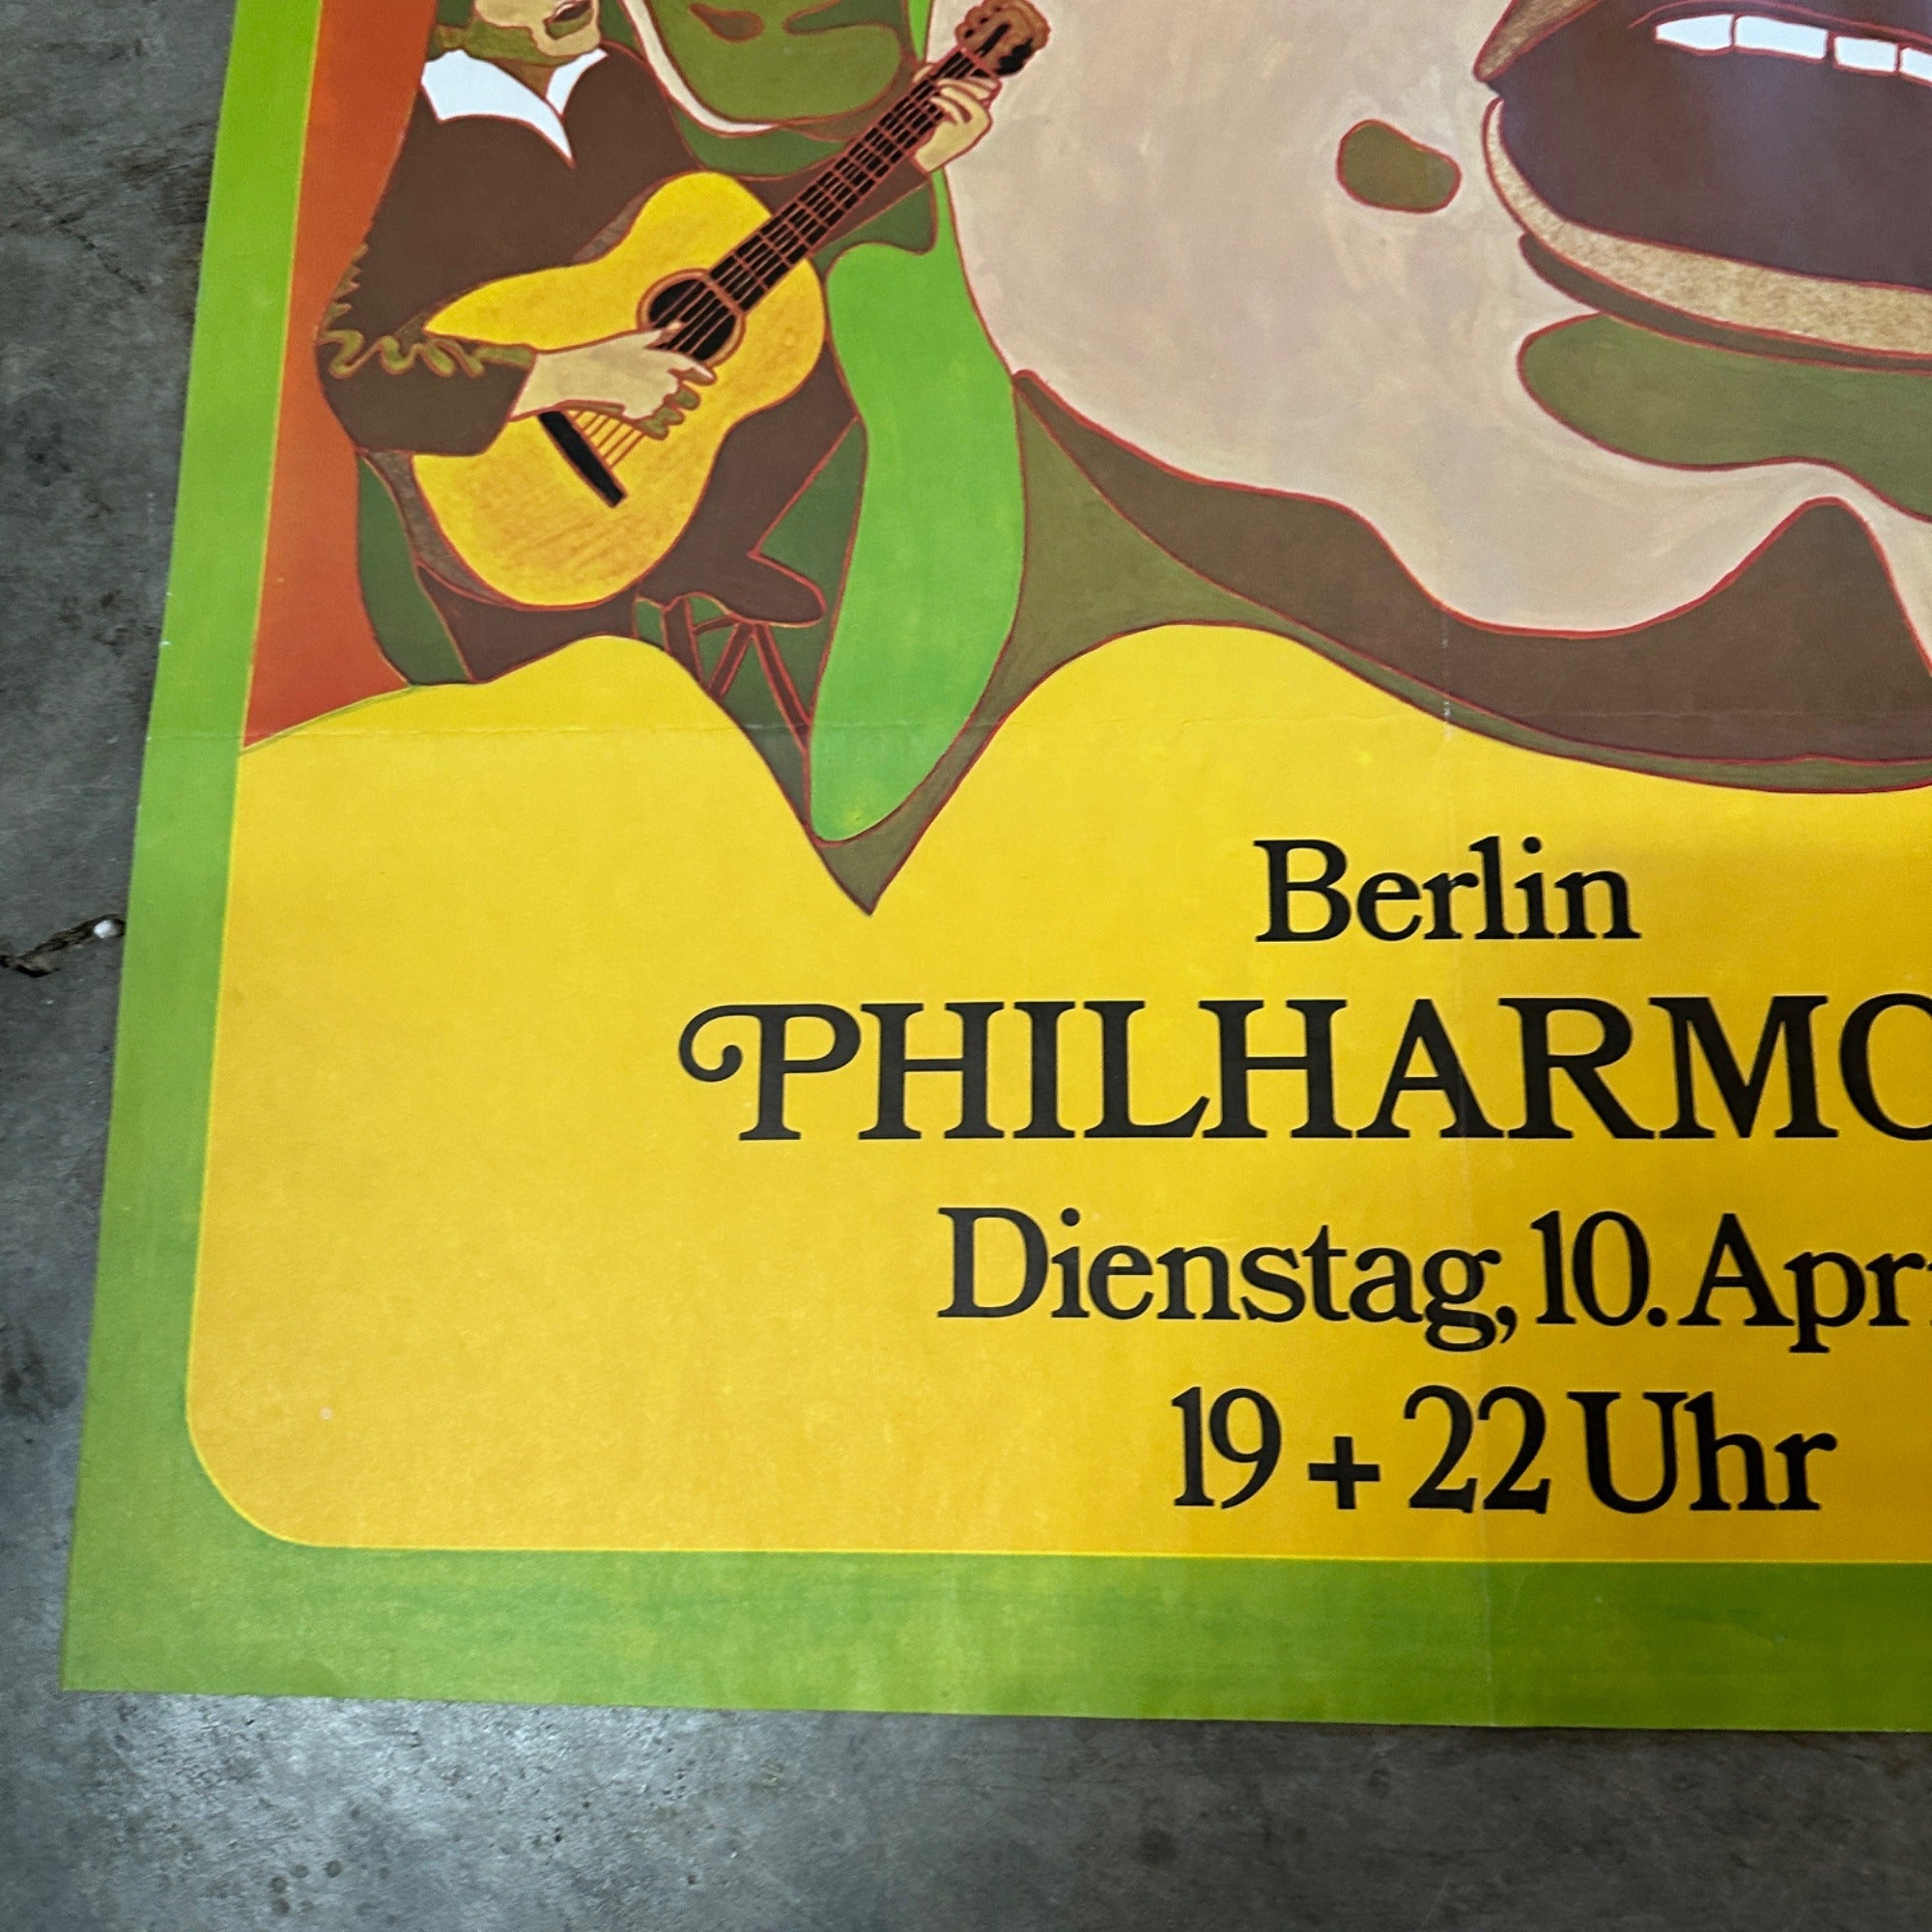 Berlin
PHILHARMO
Dienstag, 10. Apr
19 + 22 Uhr